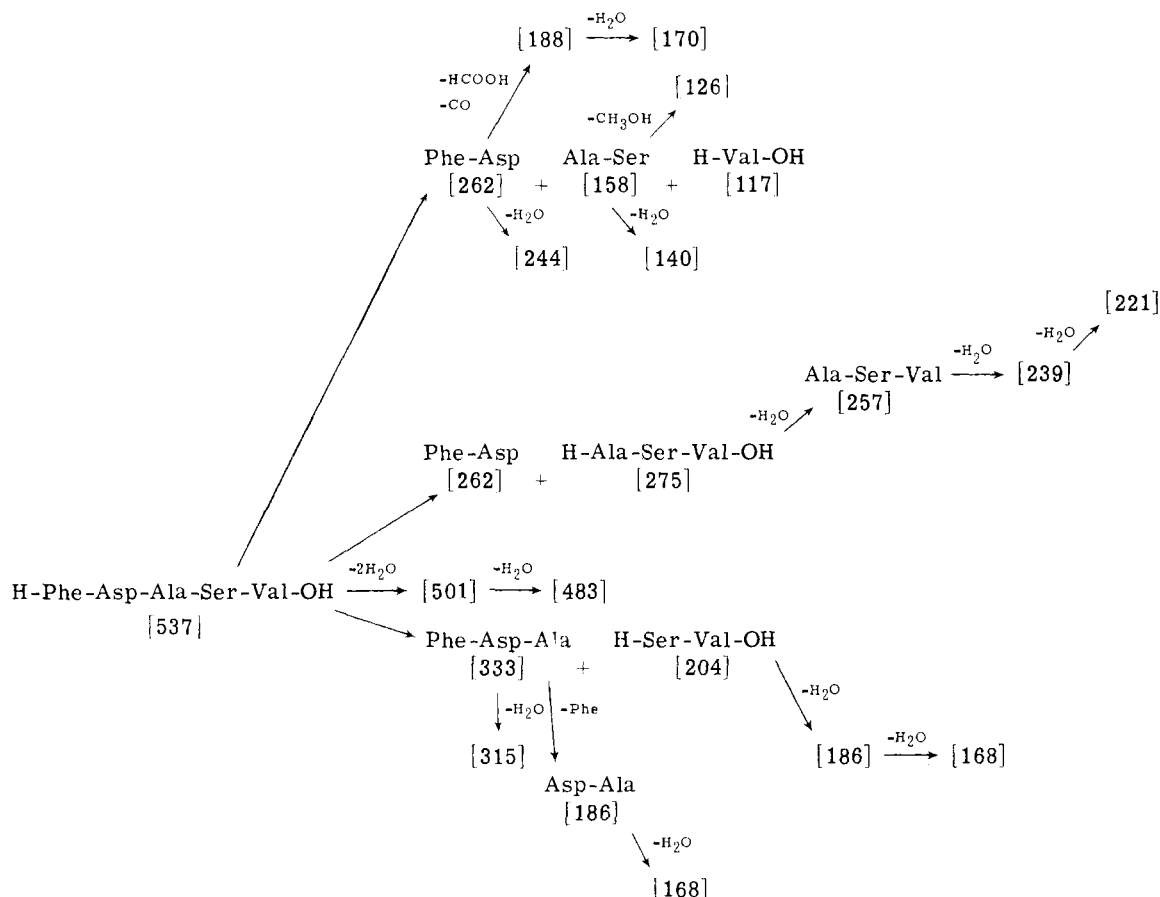 [188] -H2O [170]
-HCOOH
-CO
[126]
-CH3OH
Phe-Asp Ala-Ser H-Val-OH
[262] + [158] + [117]
-H2O -H2O
[244] [140]
[221]
-H2O
Ala-Ser-Val -H2O [239]
[257]
-H2O
Phe-Asp H-Ala-Ser-Val-OH
[262] + [275]
H-Phe-Asp-Ala-Ser-Val-OH -2H2O [501] -H2O [483]
[537]
Phe-Asp-Ala H-Ser-Val-OH
[333] + [204]
-H2O -Phe -H2O
[315] [186] -H2O [168]
Asp-Ala
[186]
-H2O
[168]